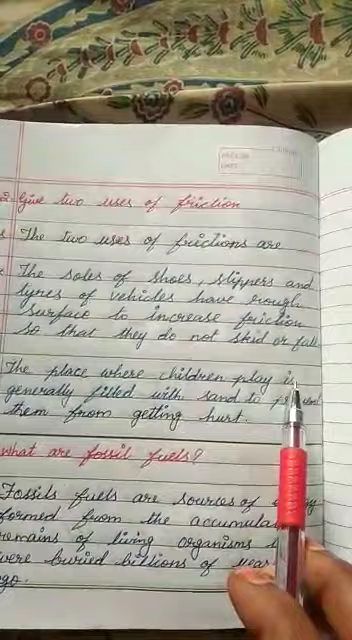 Give two uses of friction
The two uses of frictions are
The soles of shoes, slippers and
tyres of vehicles have rough
surface to increase friction
so that they do not skid or fall
The place where children play is
generally filled with sand to
them from getting hurt.
What are fossil fuels?
Fossils fuels are sources of
formed from the
remains of living organisms
were buried billions of
ago.